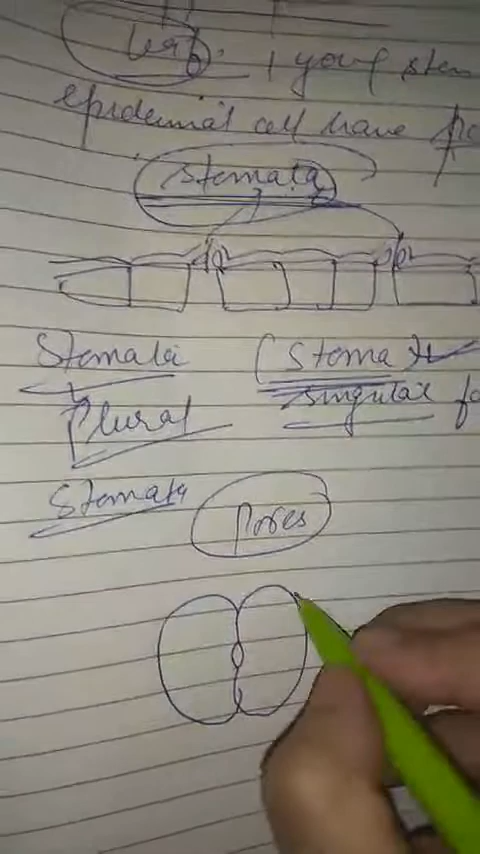 Leaf. , young stem
epidermal cell have
Stomata
Stomata (Stoma)
Plural singular
Stomata Pores